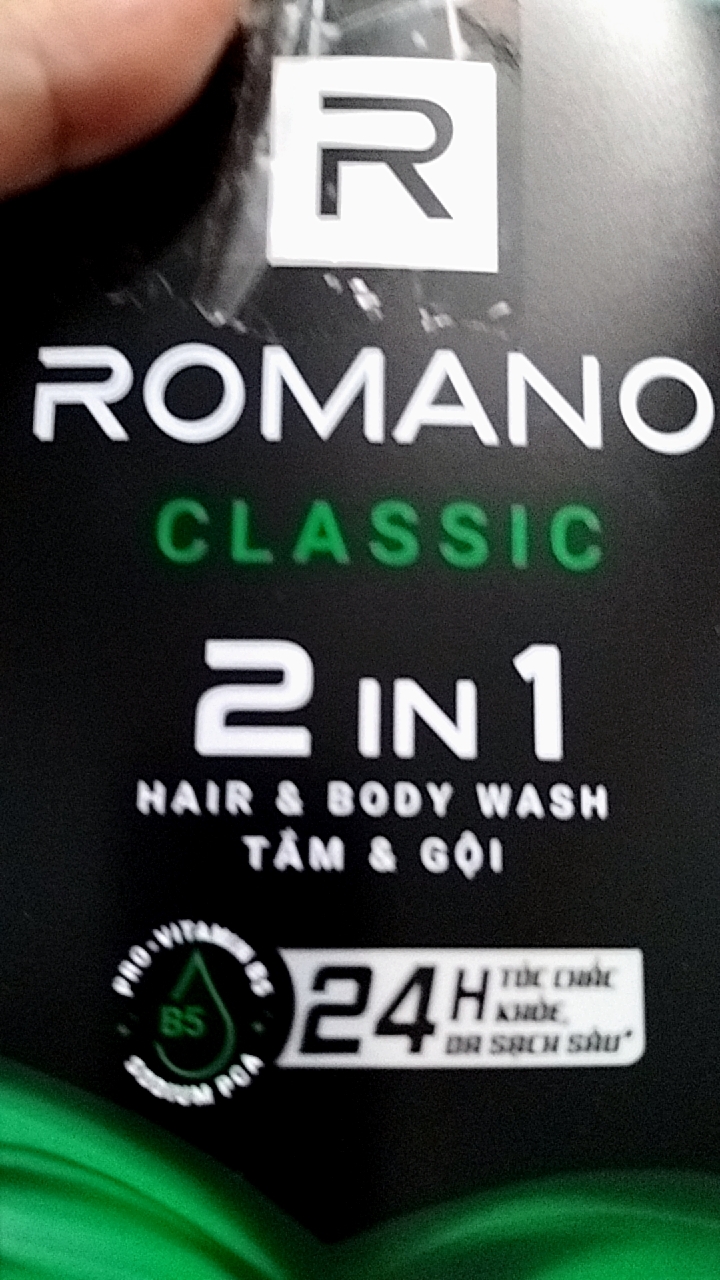 R
ROMANO
CLASSIC
2 IN 1
HAIR & BODY WASH
TẮM & GỘI
PRO-VITAMIN B5
B5
SODIUM PCA
24H TÓC CHẮC
KHỎE,
DA SẠCH SÂU*